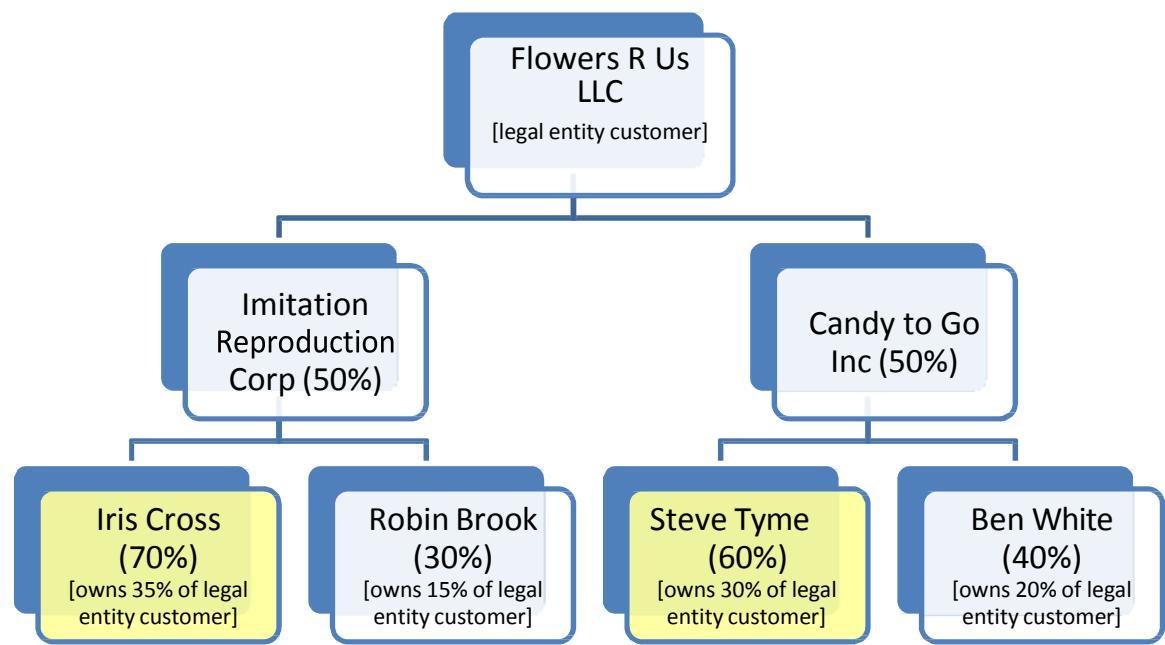 Flowers R Us
LLC
[legal entity customer]
Imitation
Reproduction
Corp (50%)
Candy to Go
Inc (50%)
Iris Cross
(70%)
[owns 35% of legal
entity customer]
Robin Brook
(30%)
[owns 15% of legal
entity customer]
Steve Tyme
(60%)
[owns 30% of legal
entity customer]
Ben White
(40%)
[owns 20% of legal
entity customer]